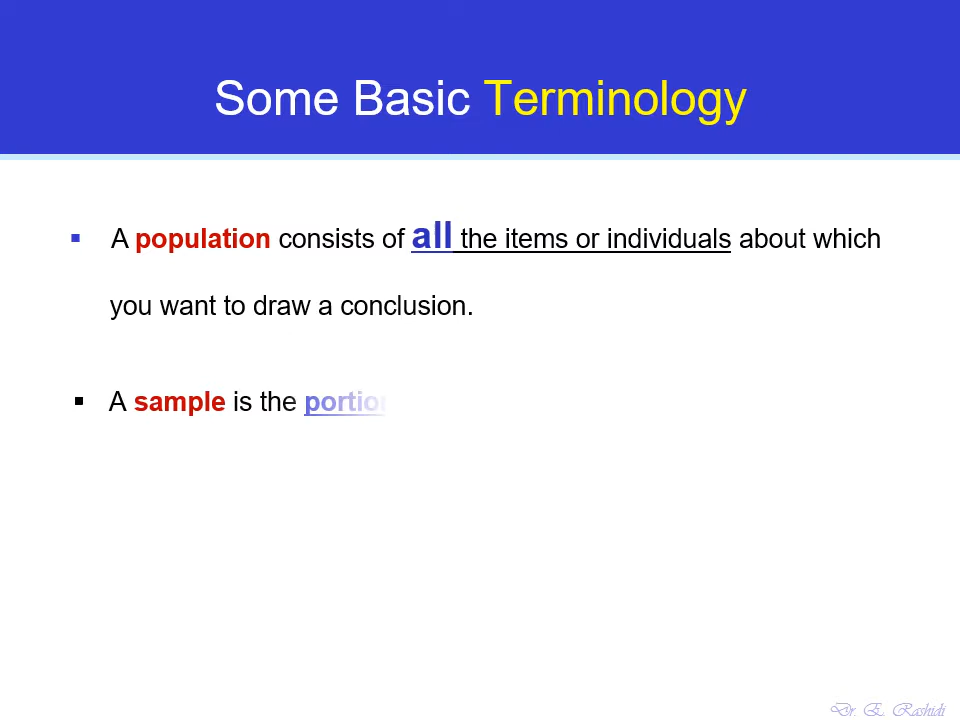 Some Basic Terminology
▪ A population consists of all the items or individuals about which
you want to draw a conclusion.
▪ A sample is the portion
Dr. E. Rashidi